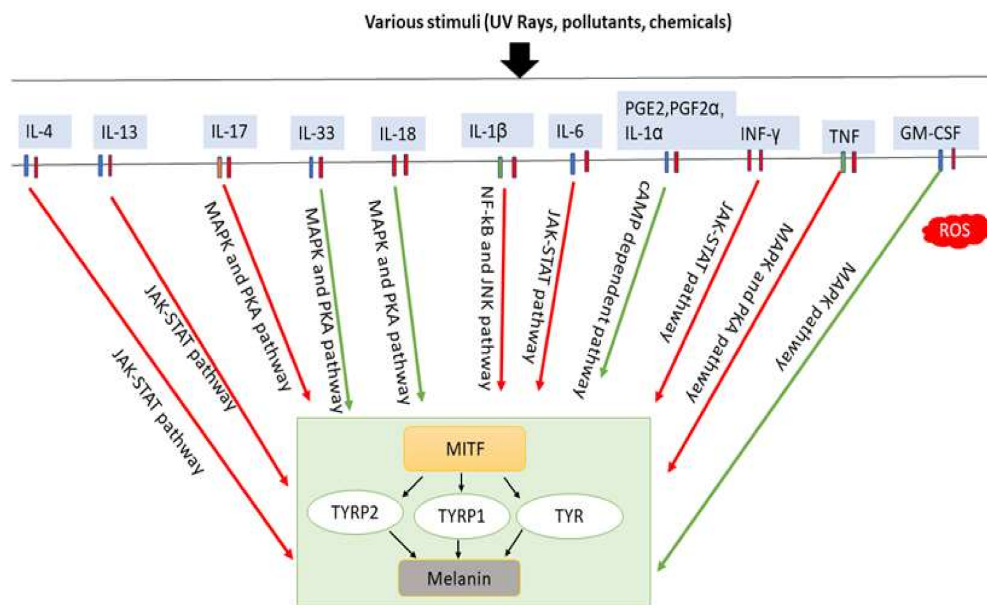 Various stimuli (UV Rays, pollutants, chemicals)
IL-4
IL-13
IL-17
IL-33
IL-18
IL-1β
IL-6
PGE2,PGF2α,
IL-1α
INF-γ
TNF
GM-CSF
ROS
JAK-STAT pathway
JAK-STAT pathway
MAPK and PKA pathway
MAPK and PKA pathway
MAPK and PKA pathway
NF-kB and JNK pathway
JAK-STAT pathway
cAMP dependent pathway
JAK-STAT pathway
MAPK and PKA pathway
MAPK pathway
MITF
TYRP2
TYRP1
TYR
Melanin